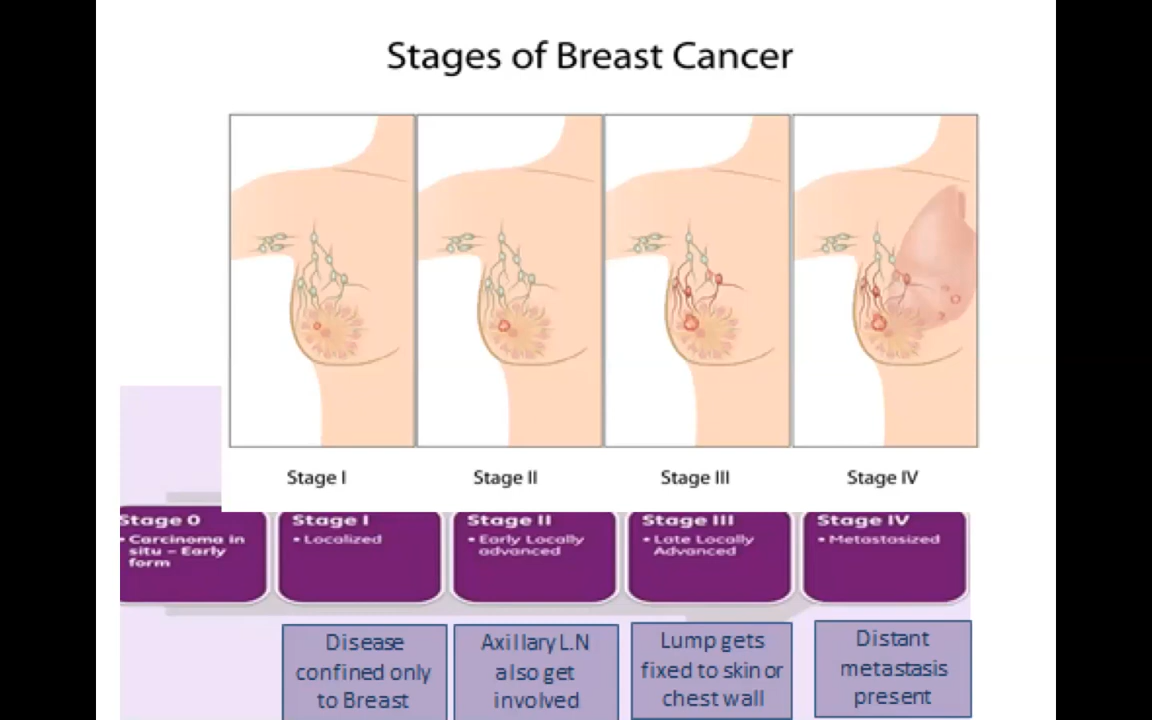 Stages of Breast Cancer
Stage I
Stage II
Stage III
Stage IV
Stage 0
• Carcinoma in
situ – Early
form
Stage I
• Localized
Stage II
• Early Locally
advanced
Stage III
• Late Locally
Advanced
Stage IV
• Metastasized
Disease
confined only
to Breast
Axillary L.N
also get
involved
Lump gets
fixed to skin or
chest wall
Distant
metastasis
present